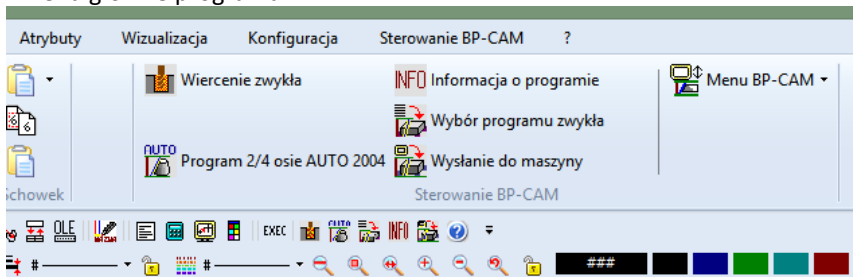 Atrybuty Wizualizacja Konfiguracja Sterowanie BP-CAM ?
Wiercenie zwykła INFO Informacja o programie Menu BP-CAM
Wybór programu zwykła
AUTO Program 2/4 osie AUTO 2004 Wysłanie do maszyny
Schowek Sterowanie BP-CAM
OLE EXEC AUTO INFO ?
# # ###